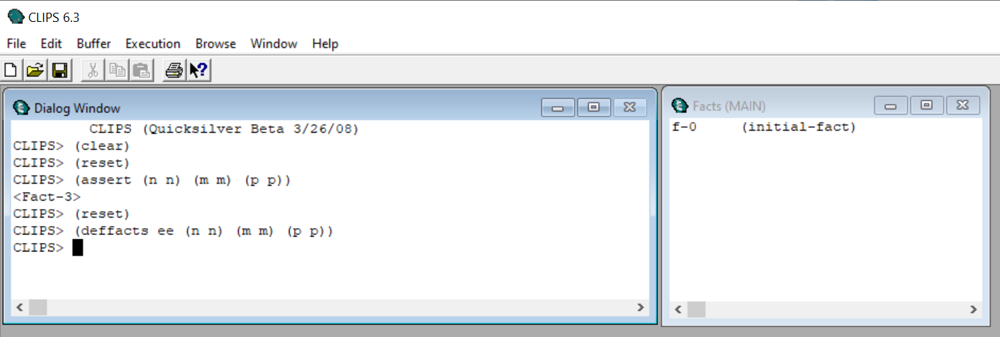 CLIPS 6.3
File Edit Buffer Execution Browse Window Help
Dialog Window
CLIPS (Quicksilver Beta 3/26/08)
CLIPS> (clear)
CLIPS> (reset)
CLIPS> (assert (n n) (m m) (p p))
<Fact-3>
CLIPS> (reset)
CLIPS> (deffacts ee (n n) (m m) (p p))
CLIPS>
Facts (MAIN)
f-0 (initial-fact)